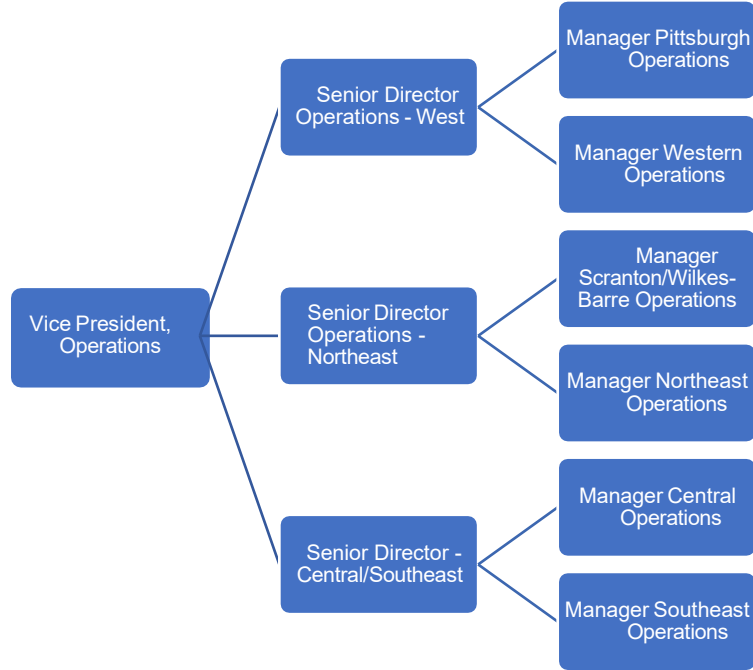 Vice President,
Operations
Senior Director
Operations - West
Manager Pittsburgh
Operations
Manager Western
Operations
Senior Director
Operations -
Northeast
Manager
Scranton/Wilkes-
Barre Operations
Manager Northeast
Operations
Senior Director -
Central/Southeast
Manager Central
Operations
Manager Southeast
Operations